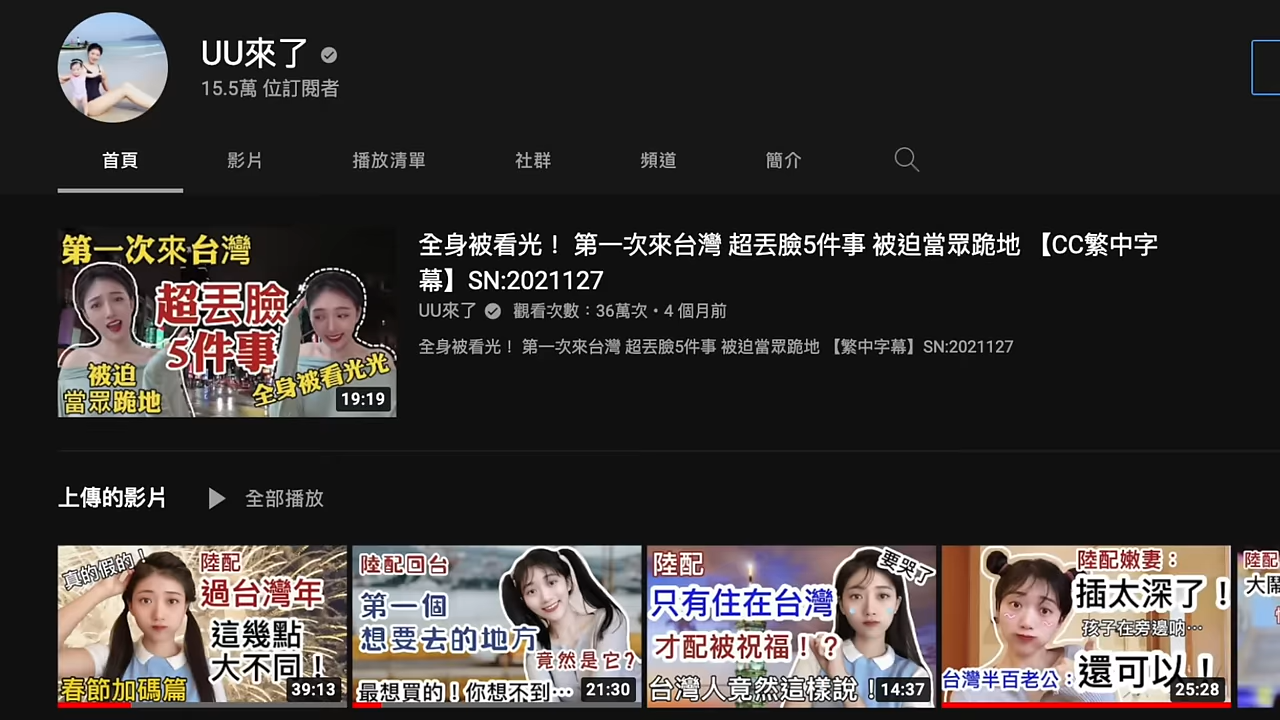 UU來了
15.5萬 位訂閱者
首頁
影片
播放清單
社群
頻道
簡介
第一次來台灣
超丟臉
5件事
被迫
當眾跪地
全身被看光光
19:19
全身被看光！ 第一次來台灣 超丟臉5件事 被迫當眾跪地 【CC繁中字
幕】SN:2021127
UU來了
觀看次數：36萬次・4 個月前
全身被看光！ 第一次來台灣 超丟臉5件事 被迫當眾跪地 【繁中字幕】SN:2021127
上傳的影片
全部播放
真的假的！
陸配
過台灣年
這幾點
大不同！
春節加碼篇
39:13
陸配回台
第一個
想要去的地方
竟然是它?
最想買的！你想不到…
21:30
陸配
要哭了
只有住在台灣
才配被祝福！？
台灣人竟然這樣說！
14:37
陸配嫩妻：
插太深了！
孩子在旁邊吶…
台灣半百老公：
還可以！
25:28
陸配
大鬧